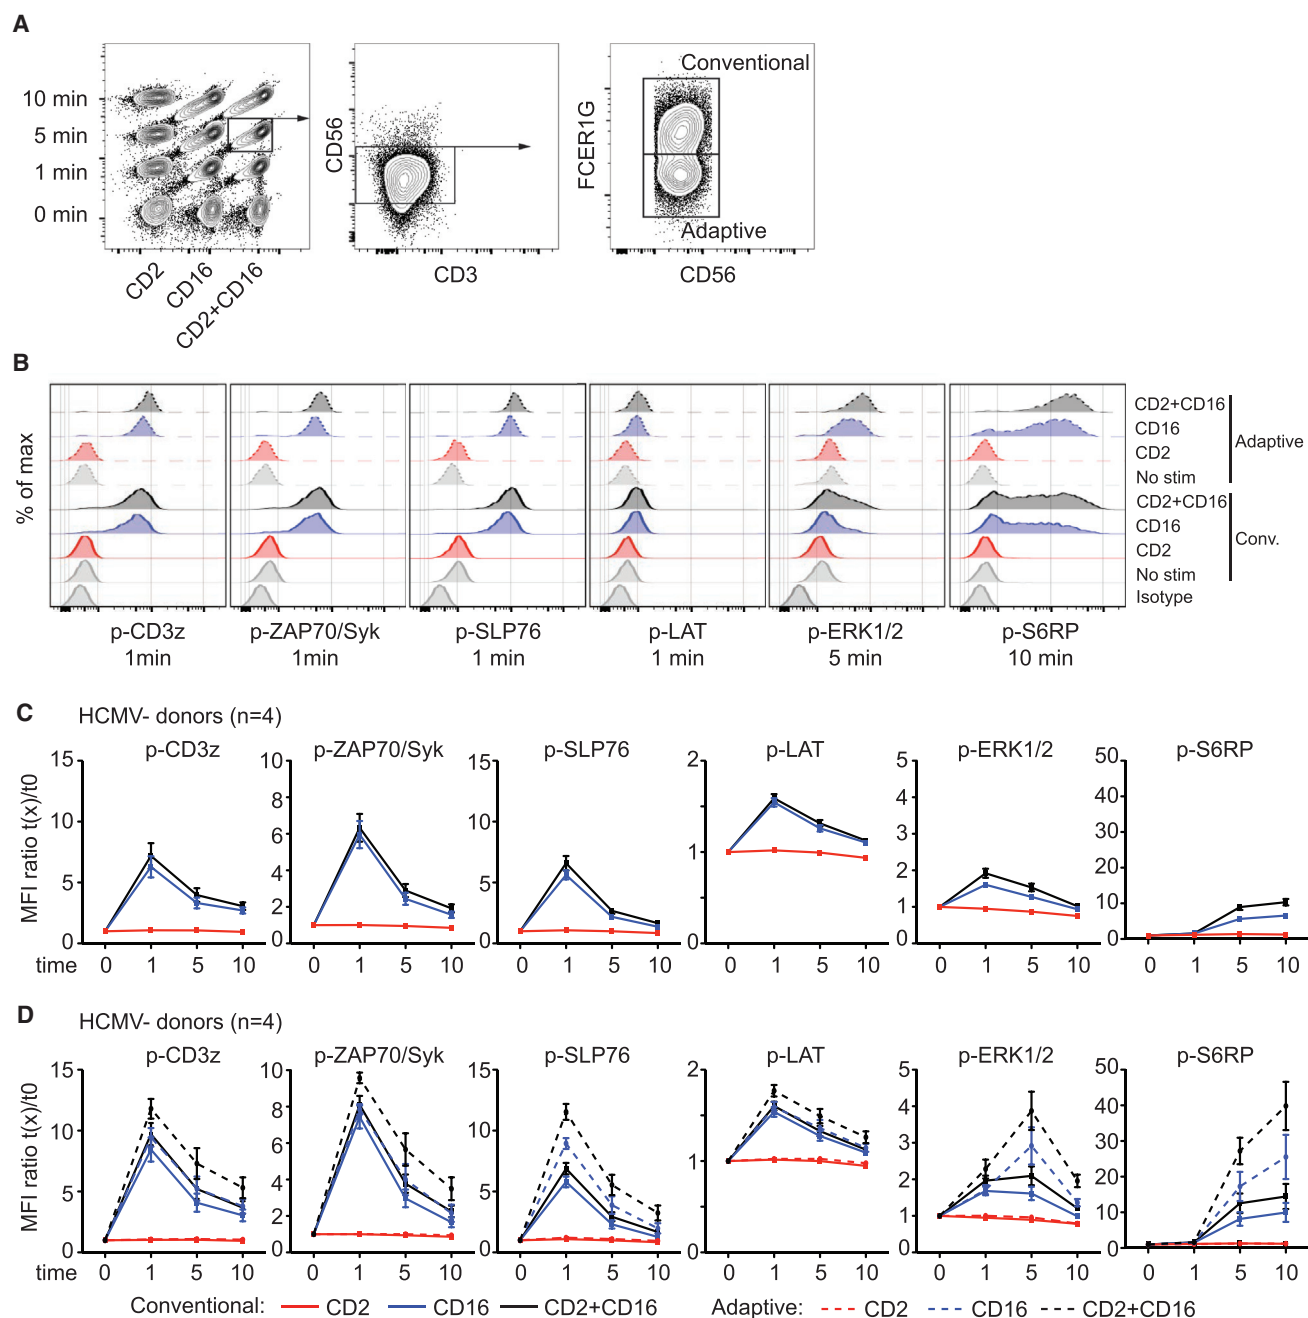 A
10 min
5 min
1 min
0 min
CD2
CD16
CD2+CD16
CD56
CD3
FCER1G
Conventional
Adaptive
CD56
B
% of max
CD2+CD16
CD16
CD2
No stim
Adaptive
CD2+CD16
CD16
CD2
No stim
Conv.
Isotype
p-CD3z p-ZAP70/Syk p-SLP76 p-LAT p-ERK1/2 p-S6RP
1min 1min 1 min 1 min 5 min 10 min
C HCMV- donors (n=4)
p-CD3z p-ZAP70/Syk p-SLP76 p-LAT p-ERK1/2 p-S6RP
MFI ratio t(x)/t0
15 10 5 0
10 8 6 4 2 0
15 10 5 0
2 1 0
5 4 3 2 1 0
50 40 30 20 10 0
time 0 1 5 10 0 1 5 10 0 1 5 10 0 1 5 10 0 1 5 10 0 1 5 10
D HCMV- donors (n=4)
p-CD3z p-ZAP70/Syk p-SLP76 p-LAT p-ERK1/2 p-S6RP
MFI ratio t(x)/t0
15 10 5 0
10 8 6 4 2 0
15 10 5 0
2 1 0
5 4 3 2 1 0
50 40 30 20 10 0
time 0 1 5 10 0 1 5 10 0 1 5 10 0 1 5 10 0 1 5 10 0 1 5 10
Conventional: CD2 CD16 CD2+CD16 Adaptive: CD2 CD16 CD2+CD16